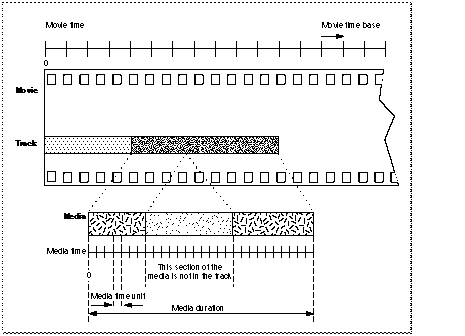 Movie time
Movie time base
0
Movie
Track
Media
Media time
0
This section of the
media is not in the track
Media time unit
Media duration